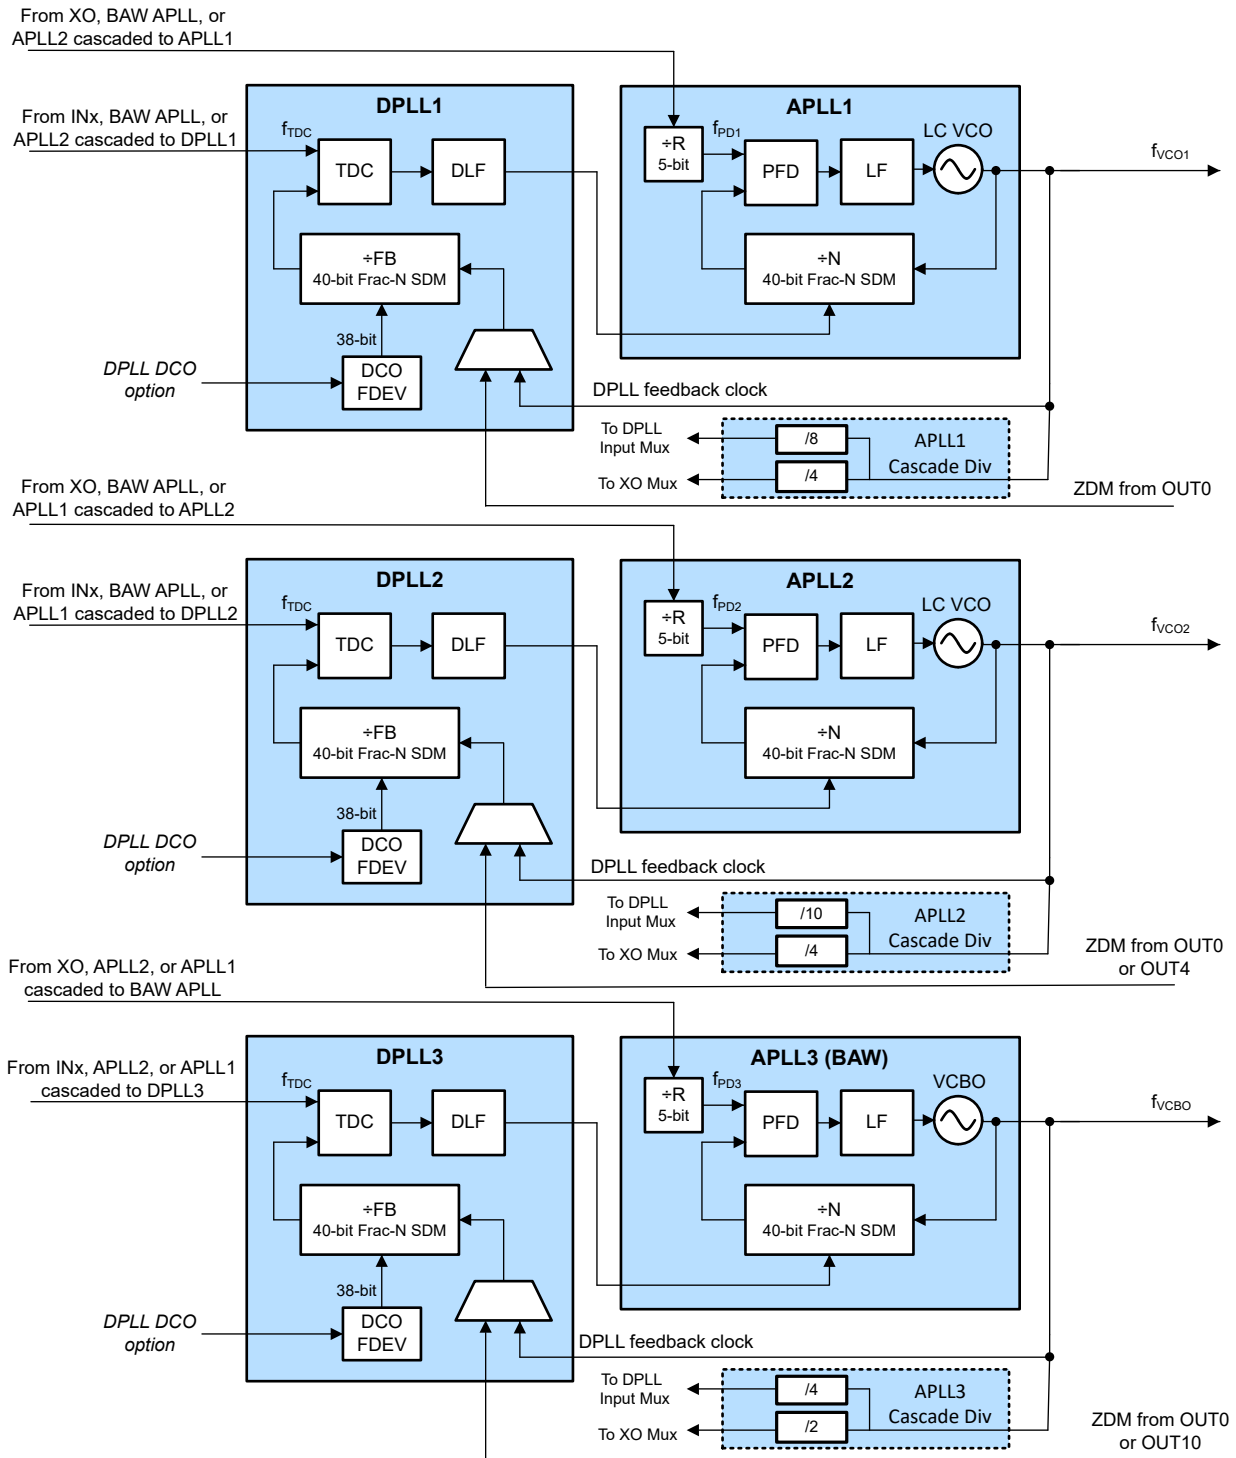 From XO, BAW APLL, or
APLL2 cascaded to APLL1
DPLL1
APLL1
From INx, BAW APLL, or
APLL2 cascaded to DPLL1
fTDC
TDC
DLF
÷R
5-bit
fPD1
PFD
LF
LC VCO
fVCO1
÷FB
40-bit Frac-N SDM
÷N
40-bit Frac-N SDM
38-bit
DPLL DCO
option
DCO
FDEV
DPLL feedback clock
To DPLL
Input Mux
/8
To XO Mux
/4
APLL1
Cascade Div
ZDM from OUT0
From XO, BAW APLL, or
APLL1 cascaded to APLL2
DPLL2
APLL2
From INx, BAW APLL, or
APLL1 cascaded to DPLL2
fTDC
TDC
DLF
÷R
5-bit
fPD2
PFD
LF
LC VCO
fVCO2
÷FB
40-bit Frac-N SDM
÷N
40-bit Frac-N SDM
38-bit
DPLL DCO
option
DCO
FDEV
DPLL feedback clock
To DPLL
Input Mux
/10
To XO Mux
/4
APLL2
Cascade Div
ZDM from OUT0
or OUT4
From XO, APLL2, or APLL1
cascaded to BAW APLL
DPLL3
APLL3 (BAW)
From INx, APLL2, or APLL1
cascaded to DPLL3
fTDC
TDC
DLF
÷R
5-bit
fPD3
PFD
LF
VCBO
fVCBO
÷FB
40-bit Frac-N SDM
÷N
40-bit Frac-N SDM
38-bit
DPLL DCO
option
DCO
FDEV
DPLL feedback clock
To DPLL
Input Mux
/4
To XO Mux
/2
APLL3
Cascade Div
ZDM from OUT0
or OUT10